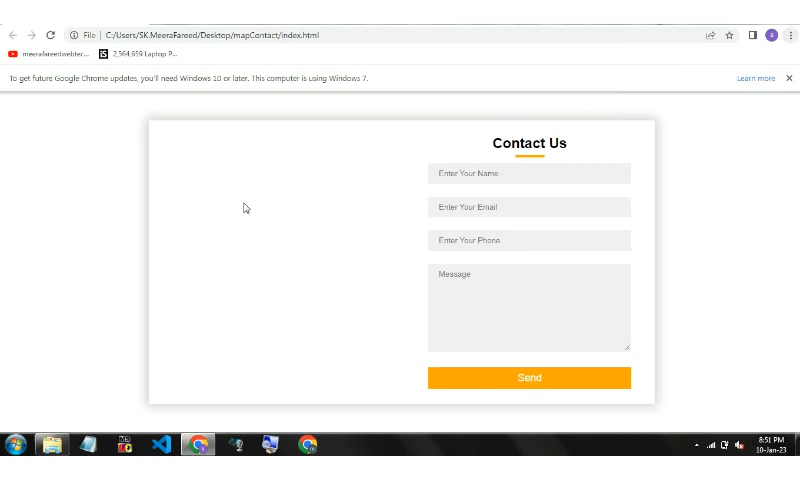 File | C:/Users/SK.MeeraFareed/Desktop/mapContact/index.html
meerafareedwebtec... 2,564,659 Laptop P...
To get future Google Chrome updates, you'll need Windows 10 or later. This computer is using Windows 7. Learn more
Contact Us
Enter Your Name
Enter Your Email
Enter Your Phone
Message
Send
8:51 PM
10-Jan-23